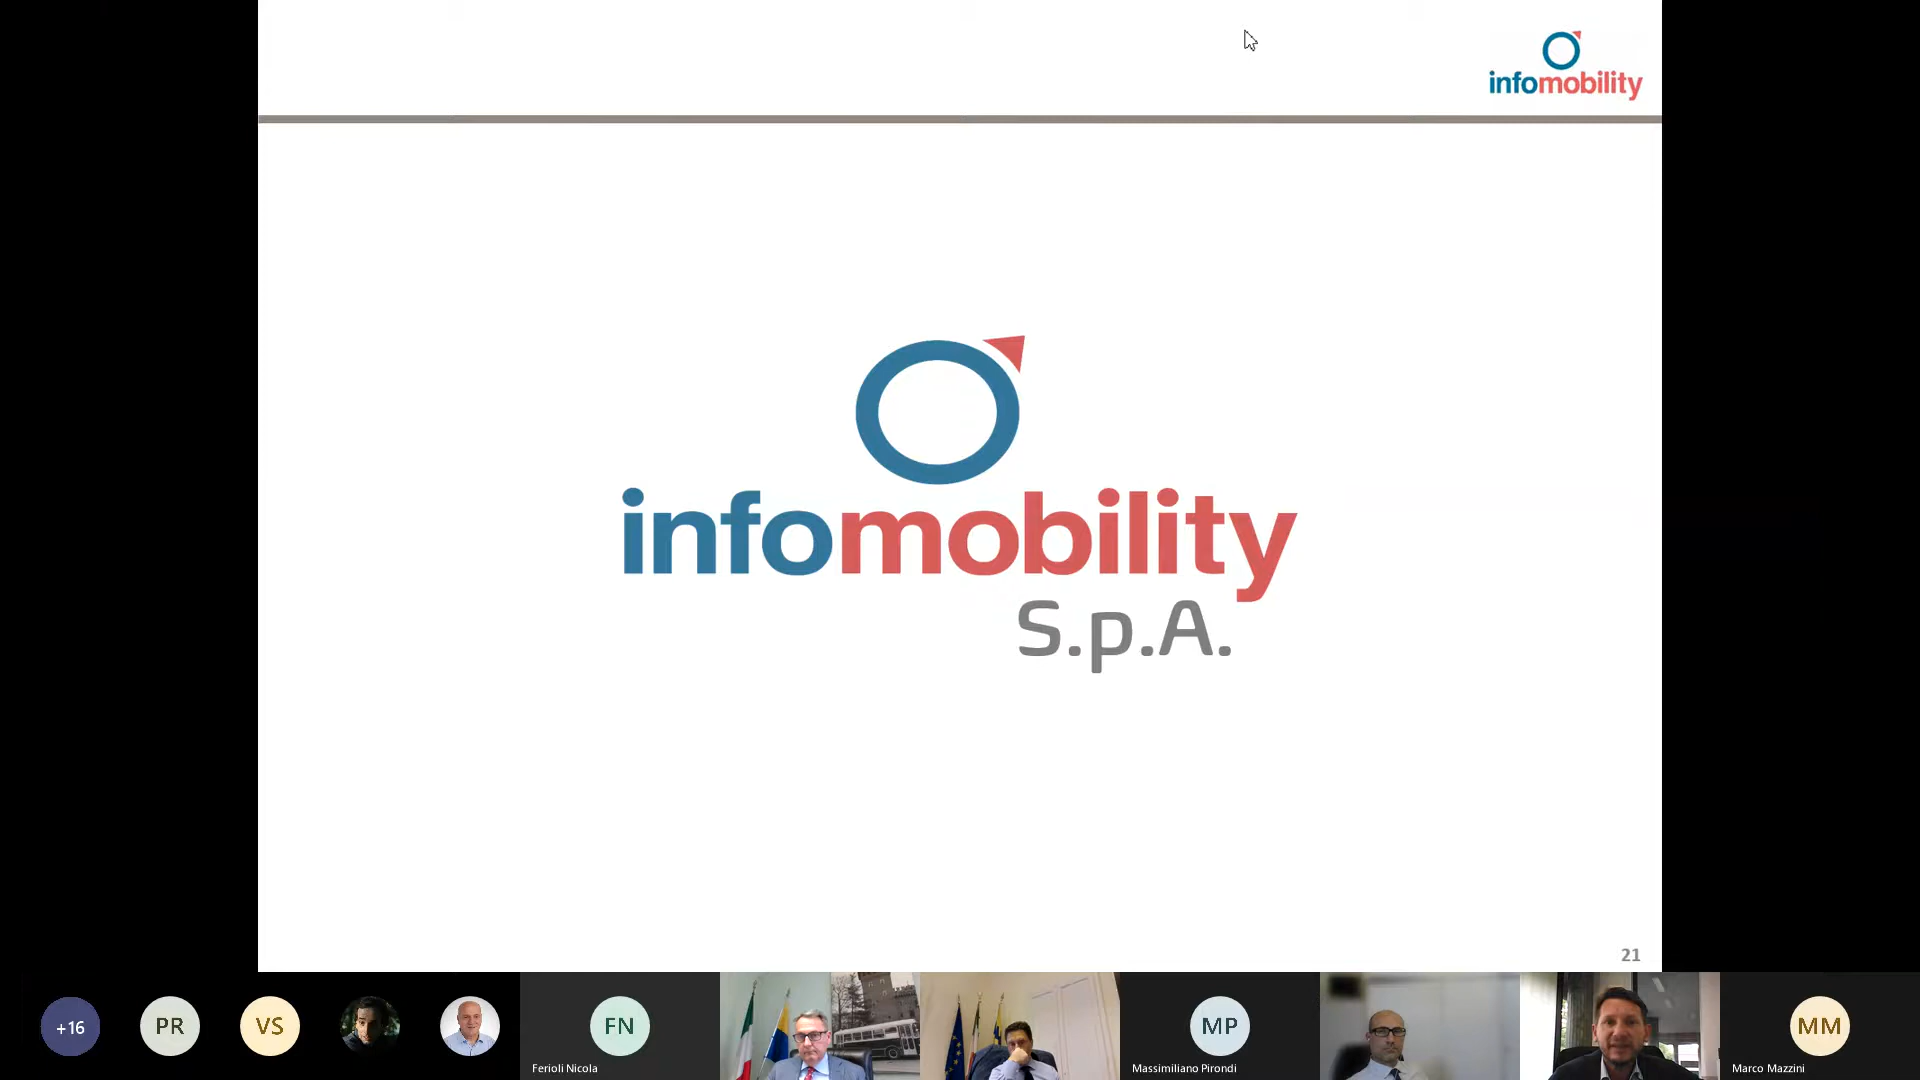 infomobility
infomobility
S.p.A.
21
+16
PR
VS
FN
Ferioli Nicola
MP
Massimiliano Pirondi
MM
Marco Mazzini